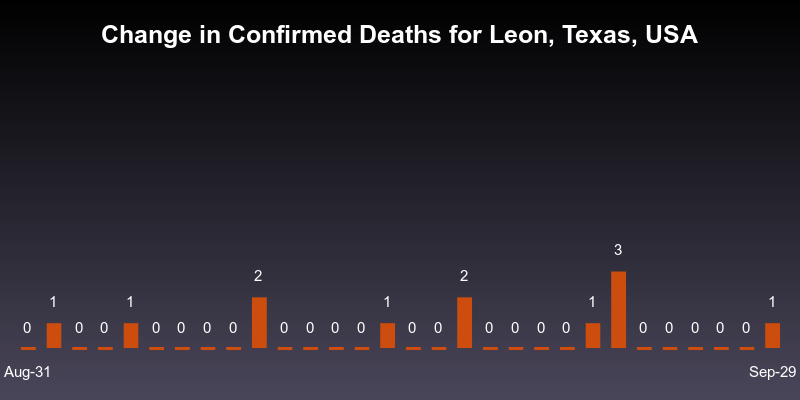 Change in Confirmed Deaths for Leon, Texas, USA
3
2 2
1 1 1 1 1
0 0 0 0 0 0 0 0 0 0 0 0 0 0 0 0 0 0 0 0 0 0
Aug-31 Sep-29